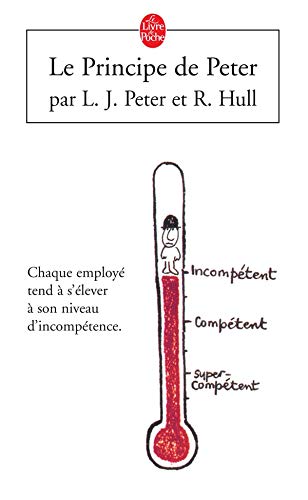 Le Livre
de
Poche
Le Principe de Peter
par L. J. Peter et R. Hull
Chaque employé
tend à s'élever
à son niveau
d'incompétence.
Incompétent
Compétent
Super-
Compétent